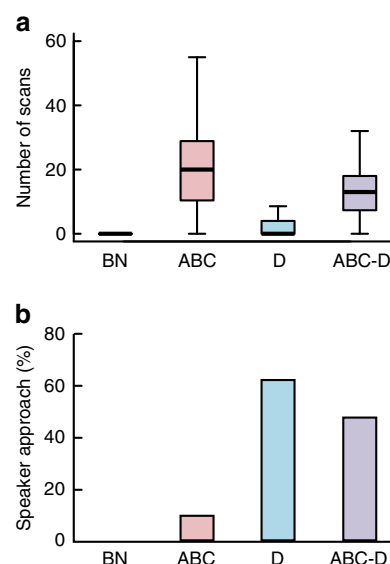 a
Number of scans
60
40
20
0
BN ABC D ABC-D
b
Speaker approach (%)
80
60
40
20
0
BN ABC D ABC-D